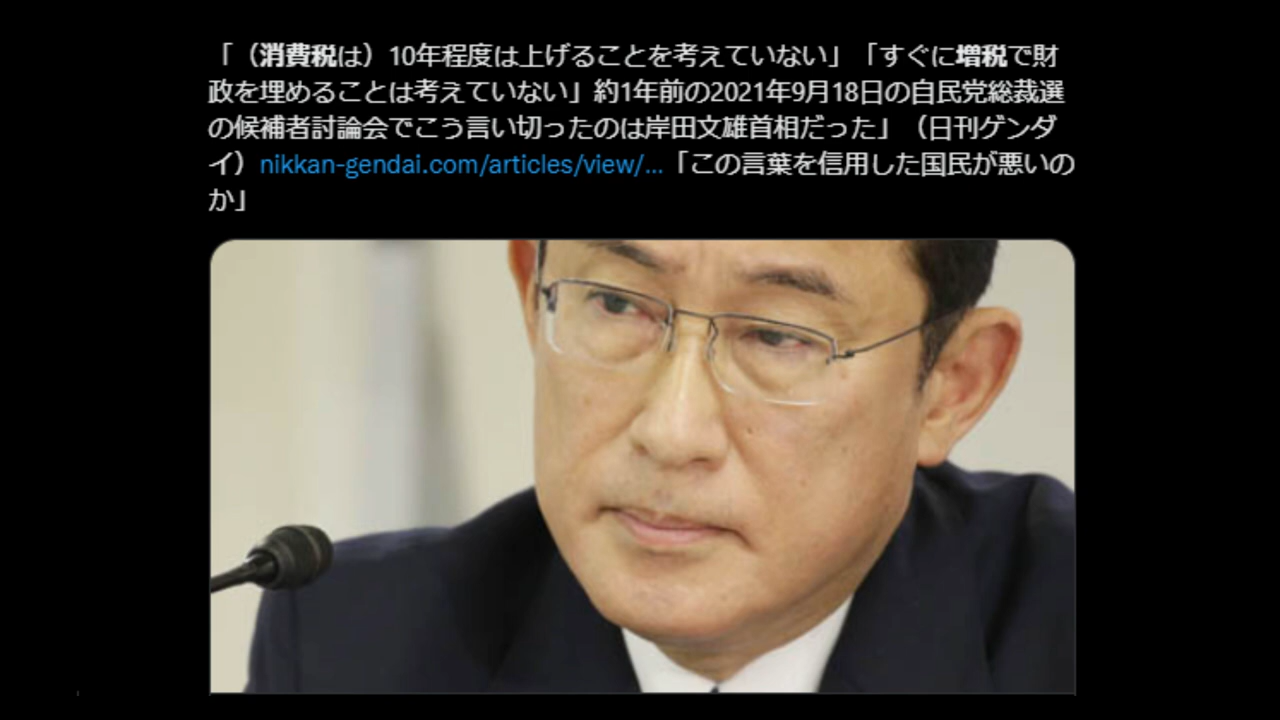 「（消費税は）10年程度は上げることを考えていない」「すぐに増税で財
政を埋めることは考えていない」約1年前の2021年9月18日の自民党総裁選
の候補者討論会でこう言い切ったのは岸田文雄首相だった」（日刊ゲンダ
イ）nikkan-gendai.com/articles/view/…「この言葉を信用した国民が悪いの
か」